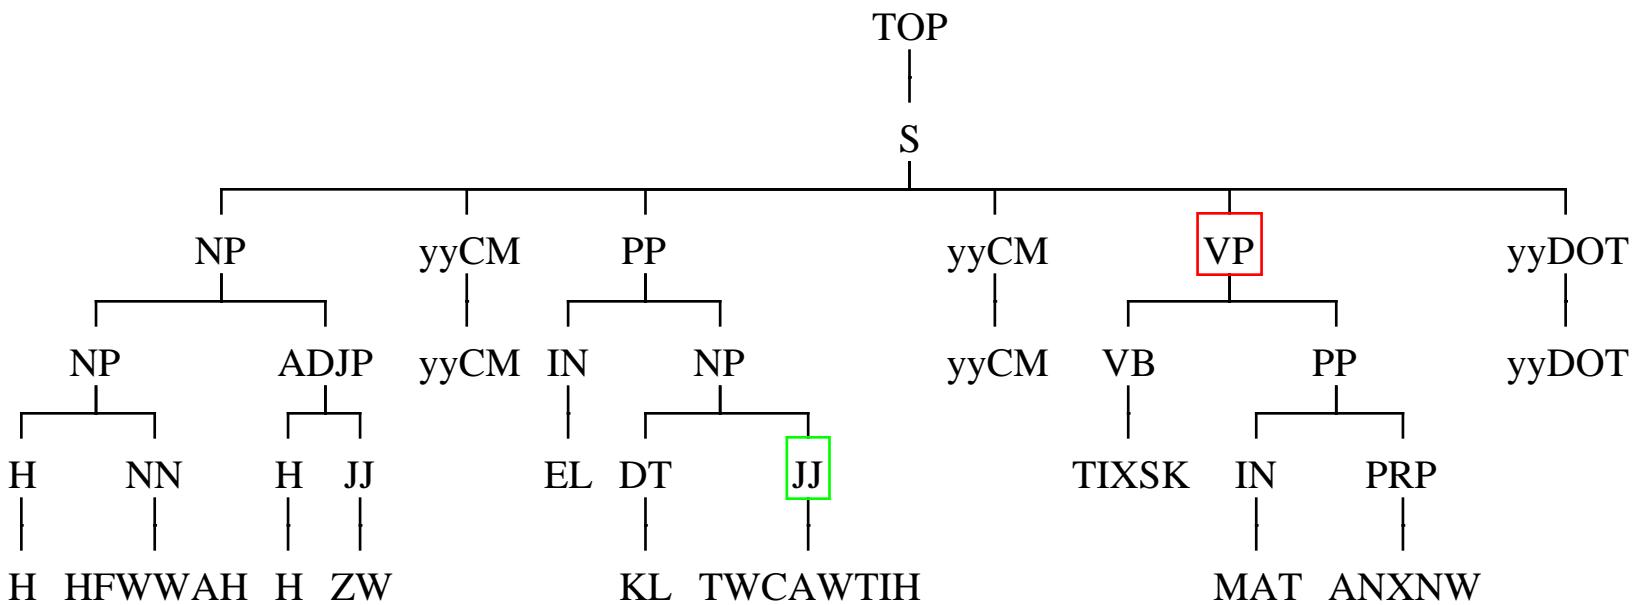 TOP
S
NP yyCM PP yyCM VP yyDOT
NP ADJP yyCM IN NP yyCM VB PP yyDOT
H NN H JJ EL DT JJ TIXSK IN PRP
H HFWWAH H ZW KL TWCAWTIH MAT ANXNW